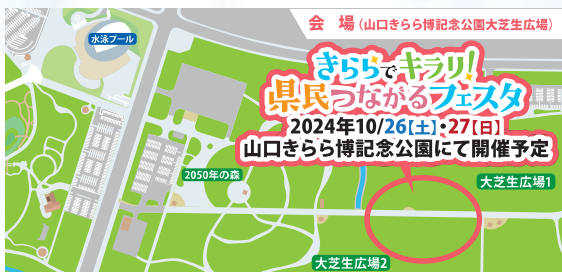 会　場（山口きらら博記念公園大芝生広場）
水泳プール
きららでキラリ!
県民つながるフェスタ
2024年10/26【土】・27【日】
山口きらら博記念公園にて開催予定
2050年の森
大芝生広場1
大芝生広場2